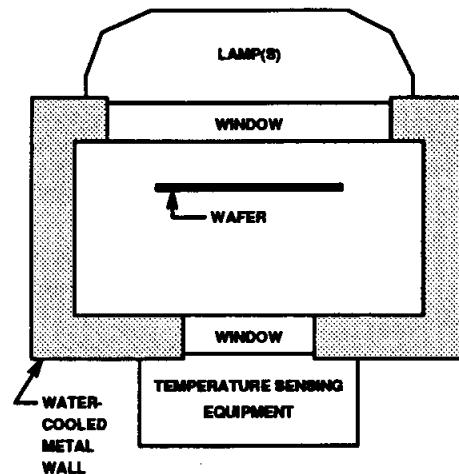 LAMP(S)
WINDOW
WAFER
WINDOW
TEMPERATURE SENSING
EQUIPMENT
WATER-
COOLED
METAL
WALL